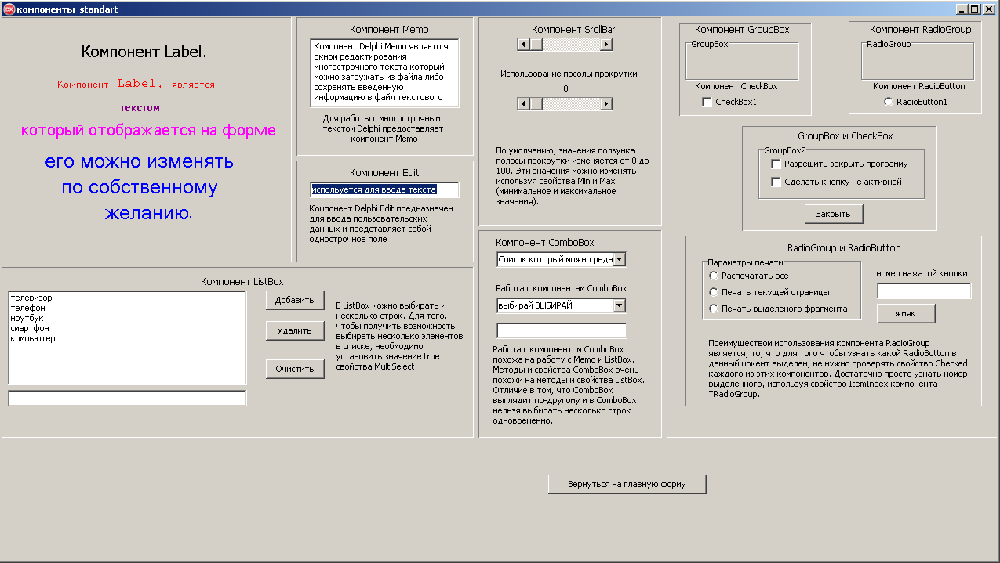 компоненты standart
Компонент Label.
Компонент Label, является
текстом
который отображается на форме
его можно изменять
по собственному
желанию.
Компонент Memo
Компонент Delphi Memo являются
окном редактирования
многострочного текста который
можно загружать из файла либо
сохранять введенную
информацию в файл текстового
Для работы с многострочным
текстом Delphi предоставляет
компонент Memo
Компонент Edit
испольуется для ввода текста
Компонент Delphi Edit предназначен
для ввода пользовательских
данных и представляет собой
однострочное поле
Компонент ListBox
телевизор
телефон
ноутбук
смартфон
компьютер
Добавить
Удалить
Очистить
В ListBox можно выбирать и
несколько строк. Для того,
чтобы получить возможность
выбирать несколько элементов
в списке, необходимо
установить значение true
свойства MultiSelect
Компонент SrollBar
Использование посолы прокрутки
0
По умолчанию, значения ползунка
полосы прокрутки изменяется от 0 до
100. Эти значения можно изменять,
используя свойства Min и Max
(минимальное и максимальное
значения).
Компонент ComboBox
Список который можно реда
Работа с компонентам ComboBox
выбирай ВЫБИРАЙ
Работа с компонентом ComboBox
похожа на работу с Memo и ListBox.
Методы и свойства ComboBox очень
похожи на методы и свойства ListBox.
Отличие в том, что ComboBox
выглядит по-другому и в ComboBox
нельзя выбирать несколько строк
одновременно.
Компонент GroupBox
GroupBox
Компонент CheckBox
CheckBox1
Компонент RadioGroup
RadioGroup
Компонент RadioButton
RadioButton1
GroupBox и CheckBox
GroupBox2
Разрешить закрыть программу
Сделать кнопку не активной
Закрыть
RadioGroup и RadioButton
Параметры печати
Распечатать все
Печать текущей страницы
Печать выделеного фрагмента
номер нажатой кнопки
жмяк
Преимуществом использования компонента RadioGroup
является, то, что для того чтобы узнать какой RadioButton в
данный момент выделен, не нужно проверять свойство Checked
каждого из этих компонентов. Достаточно просто узнать номер
выделенного, используя свойство ItemIndex компонента
TRadioGroup.
Вернуться на главную форму